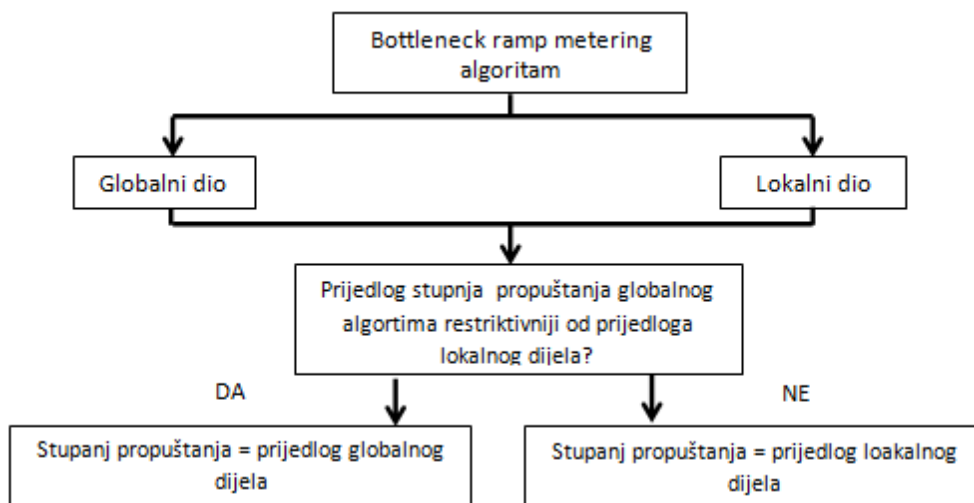 Bottleneck ramp metering
algoritam
Globalni dio
Lokalni dio
Prijedlog stupnja propuštanja globalnog
algortima restriktivniji od prijedloga
lokalnog dijela?
DA
NE
Stupanj propuštanja = prijedlog globalnog
dijela
Stupanj propuštanja = prijedlog loakalnog
dijela